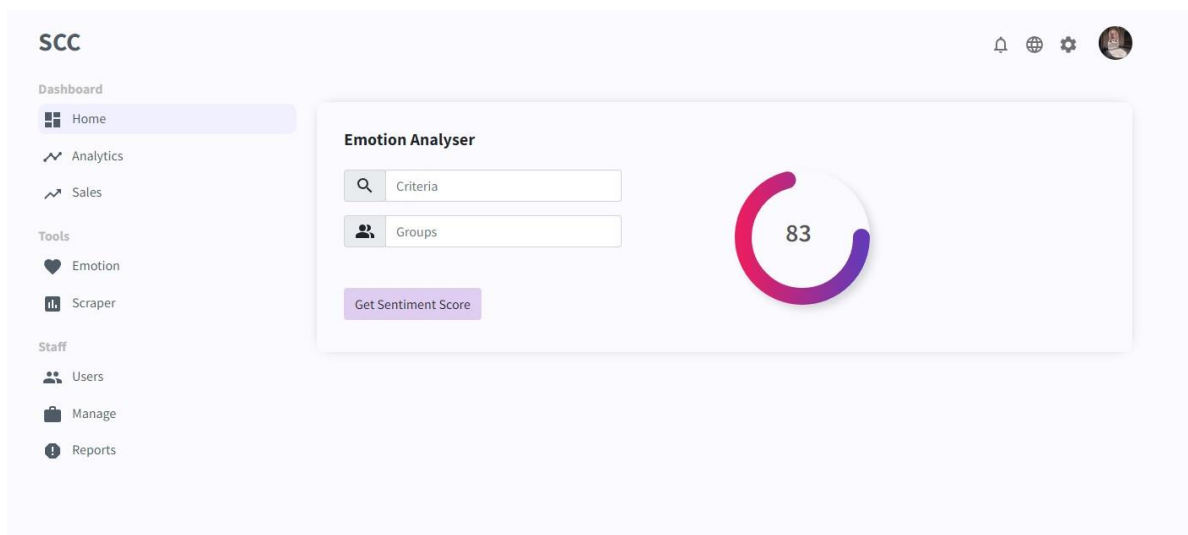 SCC
Dashboard
Home
Analytics
Sales
Tools
Emotion
Scraper
Staff
Users
Manage
Reports
Emotion Analyser
Criteria
Groups
Get Sentiment Score
83